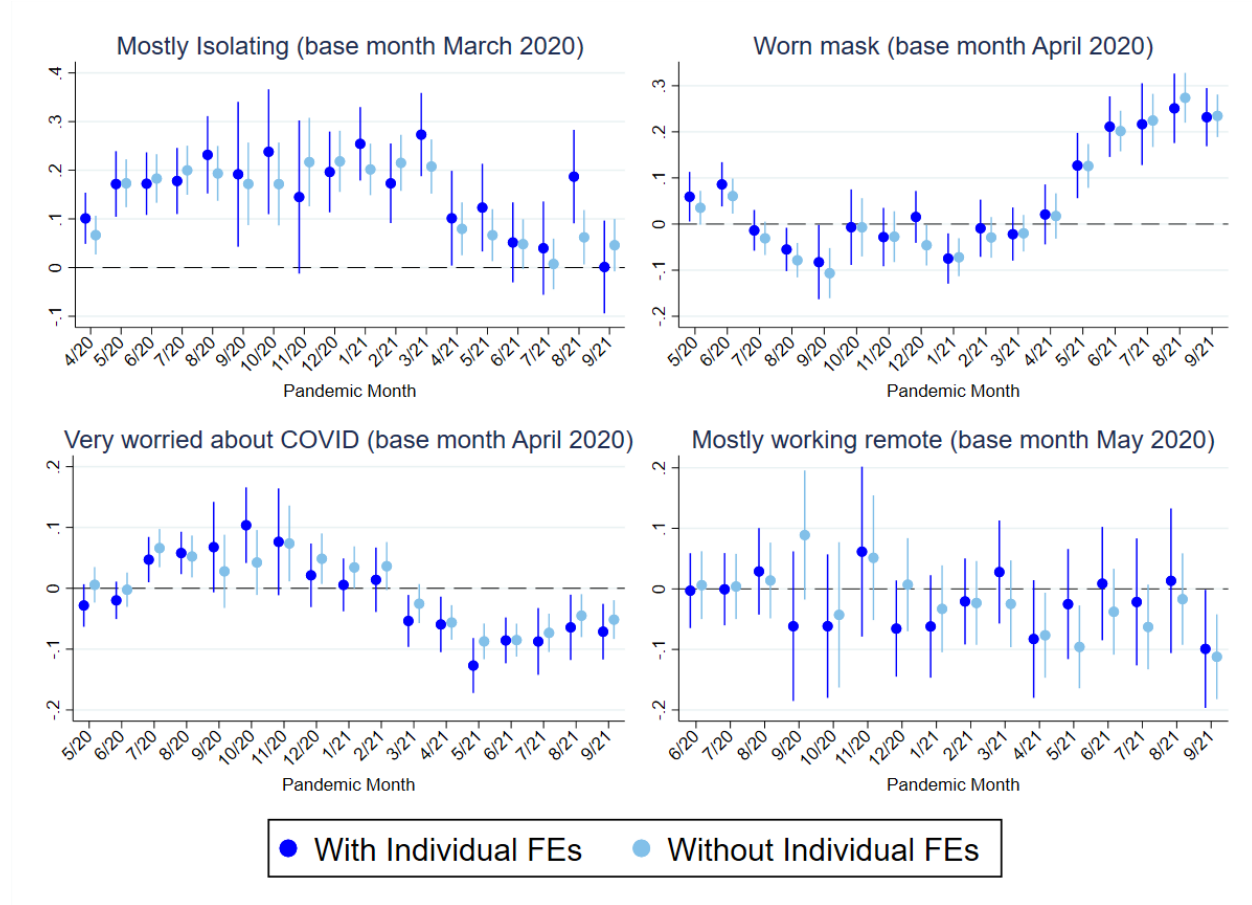 Mostly Isolating (base month March 2020)
.4
.3
.2
.1
0
-.1
4/20 5/20 6/20 7/20 8/20 9/20 10/20 11/20 12/20 1/21 2/21 3/21 4/21 5/21 6/21 7/21 8/21 9/21
Pandemic Month
Worn mask (base month April 2020)
.3
.2
.1
0
-.1
-.2
5/20 6/20 7/20 8/20 9/20 10/20 11/20 12/20 1/21 2/21 3/21 4/21 5/21 6/21 7/21 8/21 9/21
Pandemic Month
Very worried about COVID (base month April 2020)
.2
.1
0
-.1
-.2
5/20 6/20 7/20 8/20 9/20 10/20 11/20 12/20 1/21 2/21 3/21 4/21 5/21 6/21 7/21 8/21 9/21
Pandemic Month
Mostly working remote (base month May 2020)
.2
.1
0
-.1
-.2
6/20 7/20 8/20 9/20 10/20 11/20 12/20 1/21 2/21 3/21 4/21 5/21 6/21 7/21 8/21 9/21
Pandemic Month
With Individual FEs Without Individual FEs